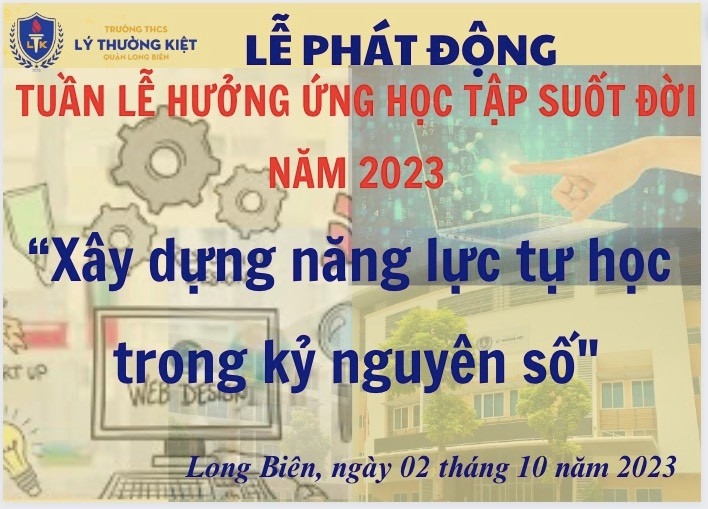 TRƯỜNG THCS
LÝ THƯỜNG KIỆT
QUẬN LONG BIÊN
LTK
LỄ PHÁT ĐỘNG
TUẦN LỄ HƯỞNG ỨNG HỌC TẬP SUỐT ĐỜI
NĂM 2023
“Xây dựng năng lực tự học
trong kỷ nguyên số"
START UP
WEB DESIGN
Long Biên, ngày 02 tháng 10 năm 2023